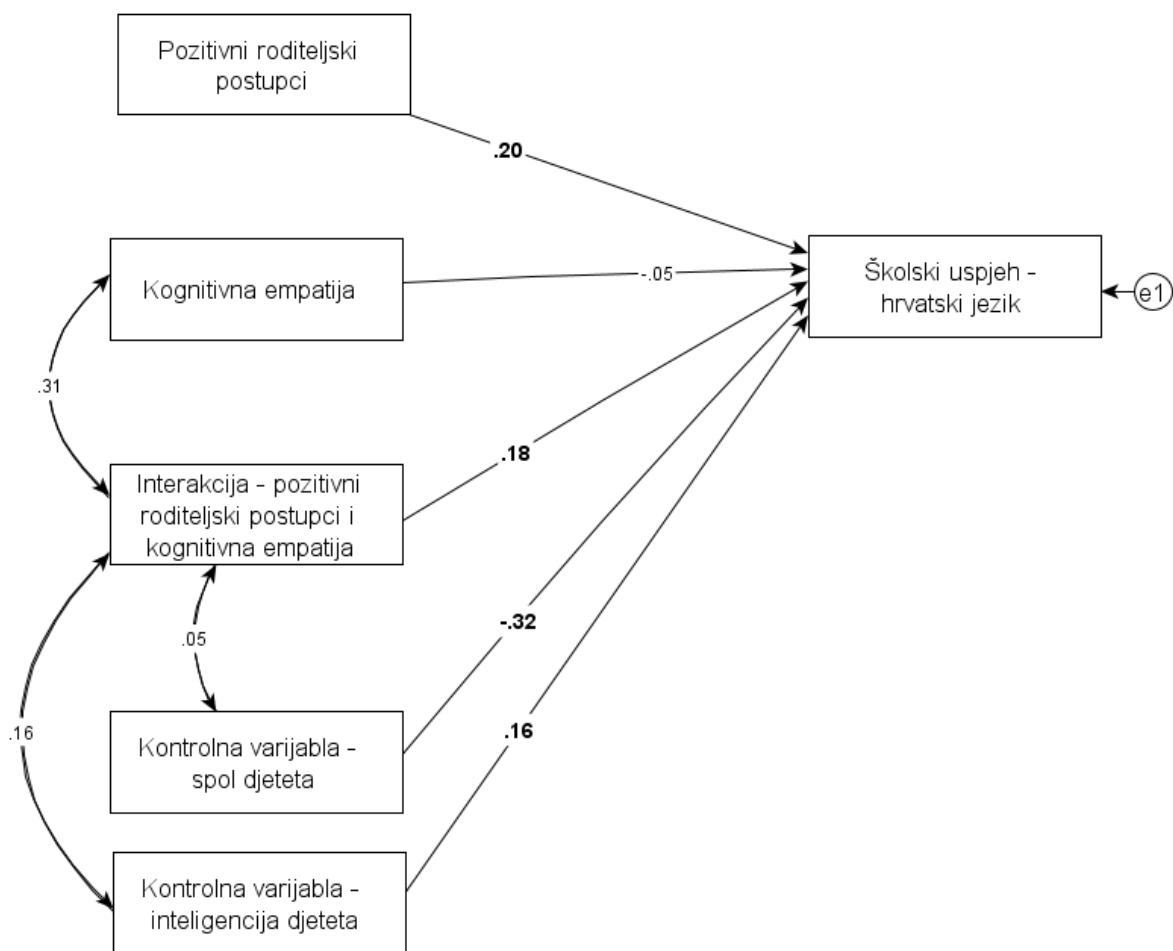 Pozitivni roditeljski
postupci
.20
Kognitivna empatija
-.05
Školski uspjeh -
hrvatski jezik
e1
.31
Interakcija - pozitivni
roditeljski postupci i
kognitivna empatija
.18
.05
-.32
.16
Kontrolna varijabla -
spol djeteta
.16
Kontrolna varijabla -
inteligencija djeteta